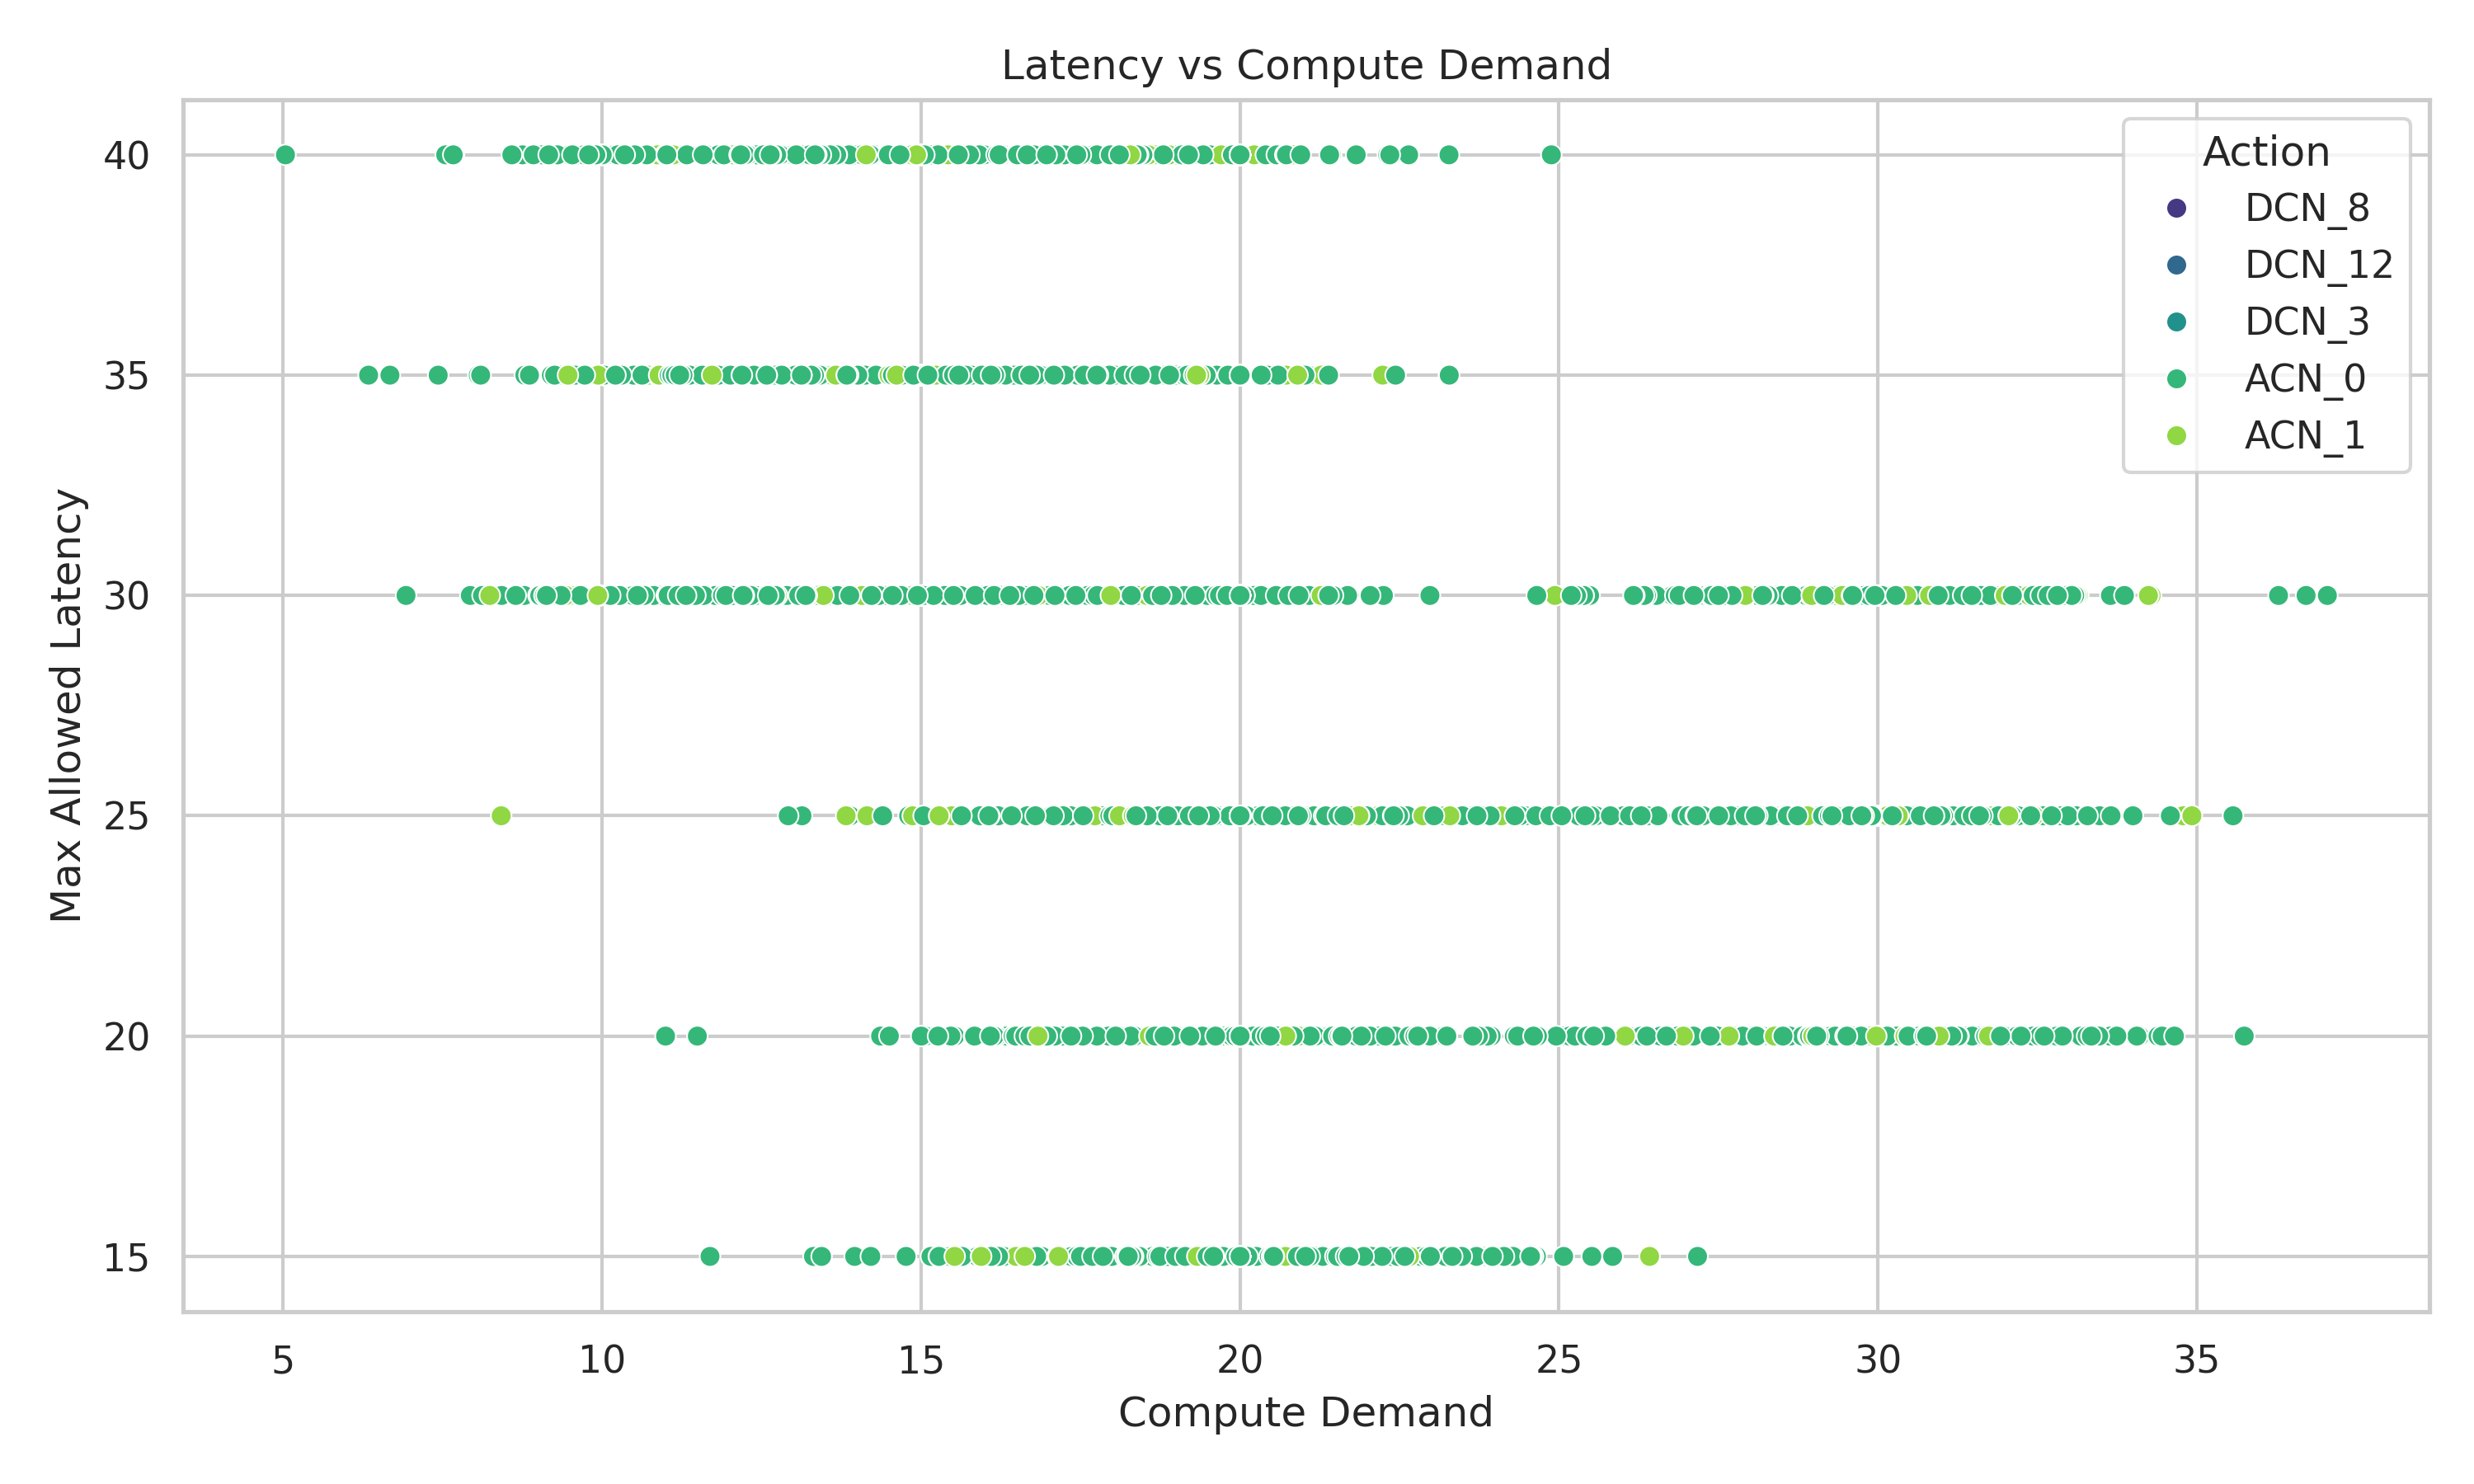 Latency vs Compute Demand
Max Allowed Latency
40
35
30
25
20
15
Action
DCN_8
DCN_12
DCN_3
ACN_0
ACN_1
5 10 15 20 25 30 35
Compute Demand